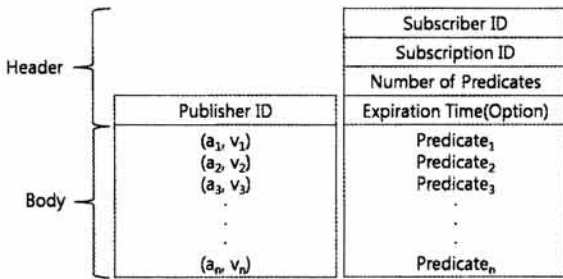 Subscriber ID
Subscription ID
Header
Number of Predicates
Publisher ID
Expiration Time(Option)
(a1, v1)
Predicate1
(a2, v2)
Predicate2
(a3, v3)
Predicate3
Body
.
.
.
.
.
.
(an, vn)
Predicaten